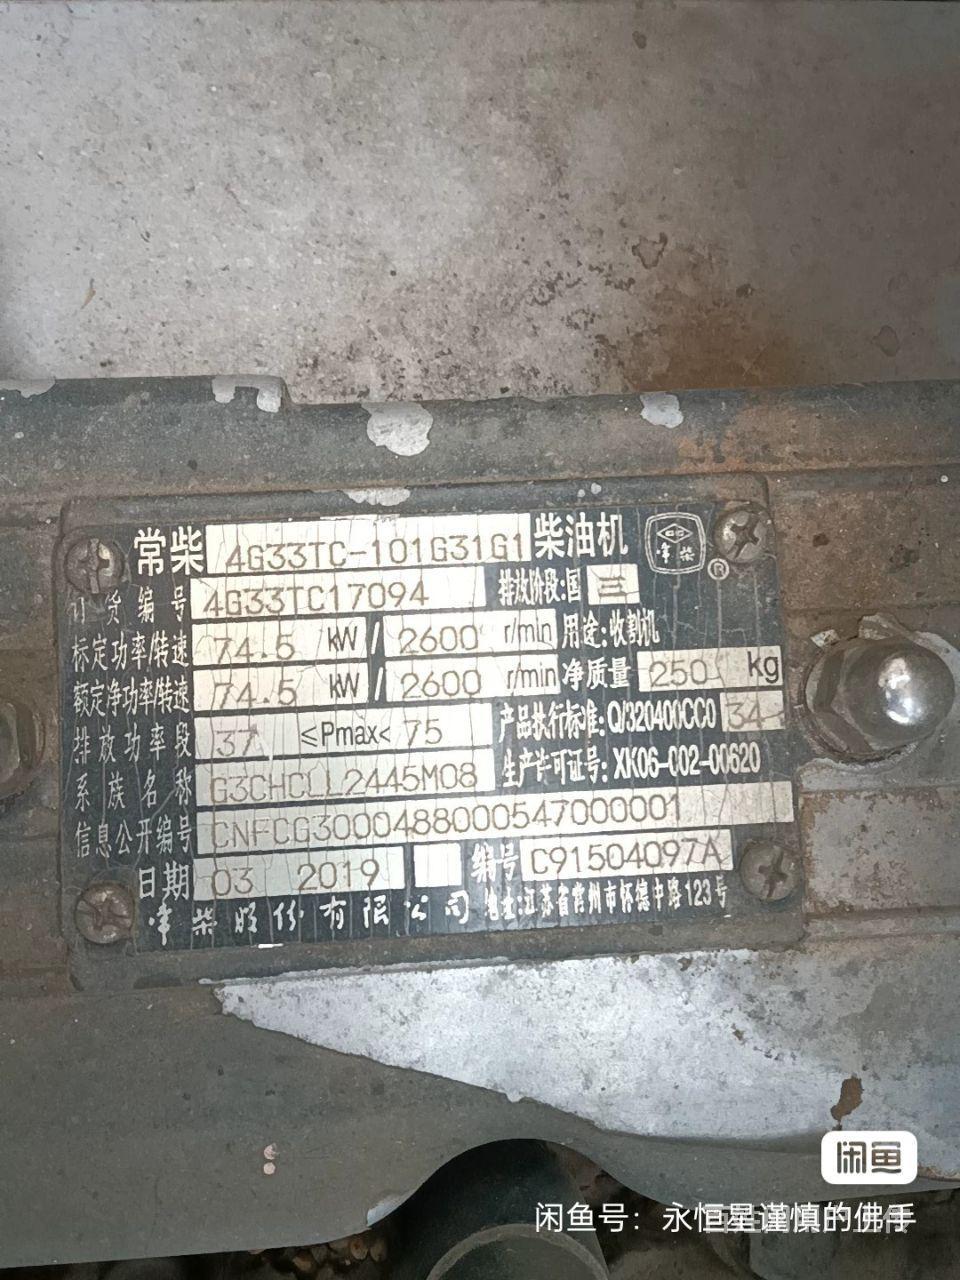 常柴 4G33TC-101G31G1 柴油机
常柴 ®
订货编号 4G33TC17094 排放阶段:国 三
标定功率/转速 74.5 kW / 2600 r/min 用途:收割机
额定净功率/转速 74.5 kW / 2600 r/min 净质量 250 kg
排放功率段 37 ≤Pmax< 75 产品执行标准:Q/320400CC0 34
系族名称 G3CHCLL2445M08 生产许可证号:XK06-002-00620
信息公开编号 CNFCG3000488000547000001
日期 03 2019 编号 C91504097A
常柴股份有限公司 地址:江苏省常州市怀德中路123号
闲鱼
闲鱼号:永恒星谨慎的佛手